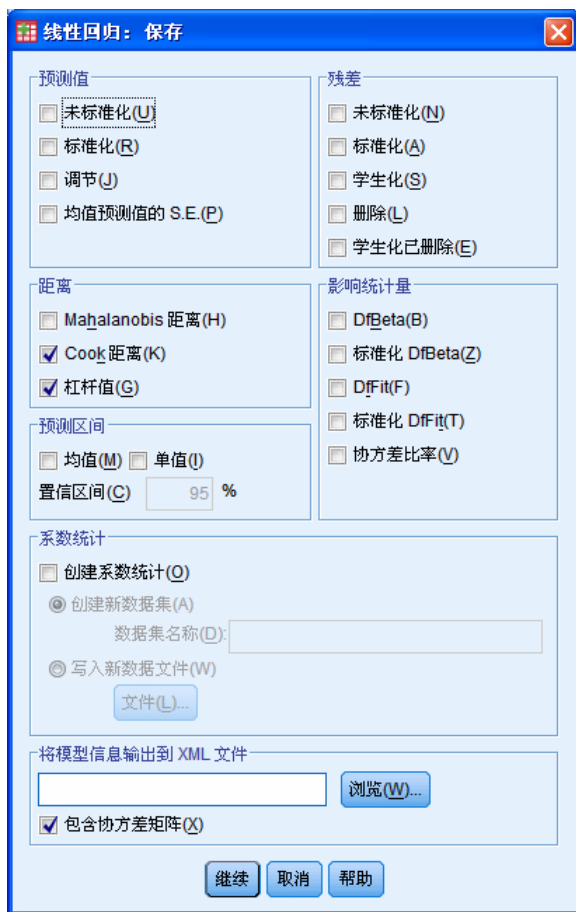 线性回归：保存
预测值
未标准化(U)
标准化(R)
调节(J)
均值预测值的 S.E.(P)
残差
未标准化(N)
标准化(A)
学生化(S)
删除(L)
学生化已删除(E)
距离
Mahalanobis 距离(H)
Cook 距离(K)
杠杆值(G)
影响统计量
DfBeta(B)
标准化 DfBeta(Z)
DfFit(F)
标准化 DfFit(T)
协方差比率(V)
预测区间
均值(M) 单值(I)
置信区间(C) 95 %
系数统计
创建系数统计(O)
创建新数据集(A)
数据集名称(D):
写入新数据文件(W)
文件(L)...
将模型信息输出到 XML 文件
浏览(W)...
包含协方差矩阵(X)
继续 取消 帮助